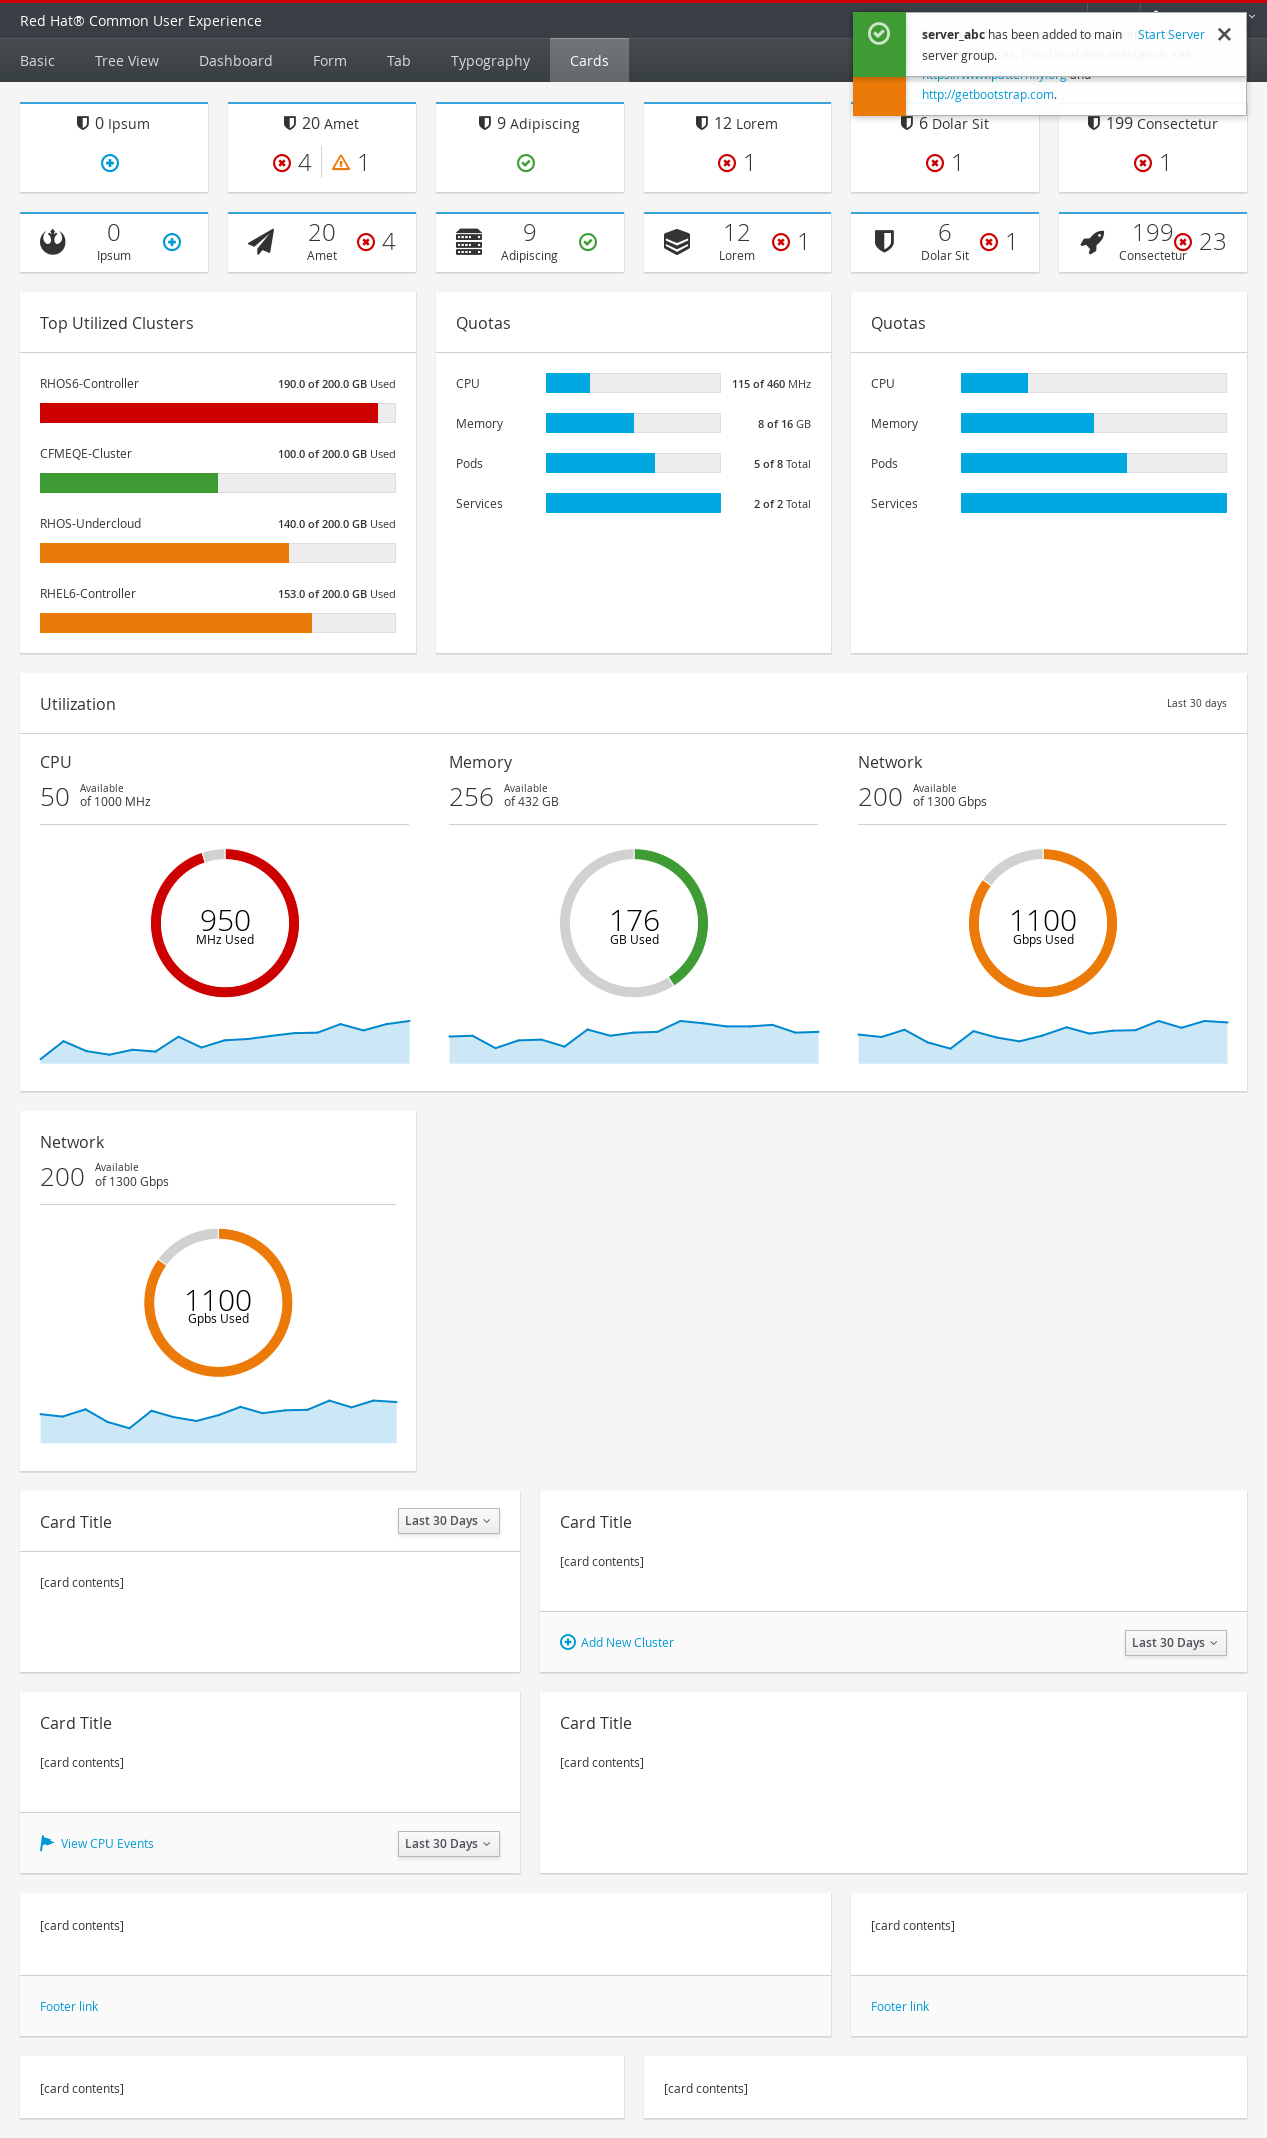 Red Hat® Common User Experience
Basic Tree View Dashboard Form Tab Typography Cards
server_abc has been added to main server group. Start Server
http://getbootstrap.com.
0 Ipsum
20 Amet
4 1
9 Adipiscing
12 Lorem
1
6 Dolar Sit
1
199 Consectetur
1
0
Ipsum
20
Amet
4
9
Adipiscing
12
Lorem
1
6
Dolar Sit
1
199
Consectetur
23
Top Utilized Clusters
RHOS6-Controller 190.0 of 200.0 GB Used
CFMEQE-Cluster 100.0 of 200.0 GB Used
RHOS-Undercloud 140.0 of 200.0 GB Used
RHEL6-Controller 153.0 of 200.0 GB Used
Quotas
CPU 115 of 460 MHz
Memory 8 of 16 GB
Pods 5 of 8 Total
Services 2 of 2 Total
Quotas
CPU
Memory
Pods
Services
Utilization Last 30 days
CPU
50 Available
of 1000 MHz
950
MHz Used
Memory
256 Available
of 432 GB
176
GB Used
Network
200 Available
of 1300 Gbps
1100
Gbps Used
Network
200 Available
of 1300 Gbps
1100
Gpbs Used
Card Title Last 30 Days
[card contents]
Card Title
[card contents]
Add New Cluster Last 30 Days
Card Title
[card contents]
View CPU Events Last 30 Days
Card Title
[card contents]
[card contents]
Footer link
[card contents]
Footer link
[card contents]
[card contents]